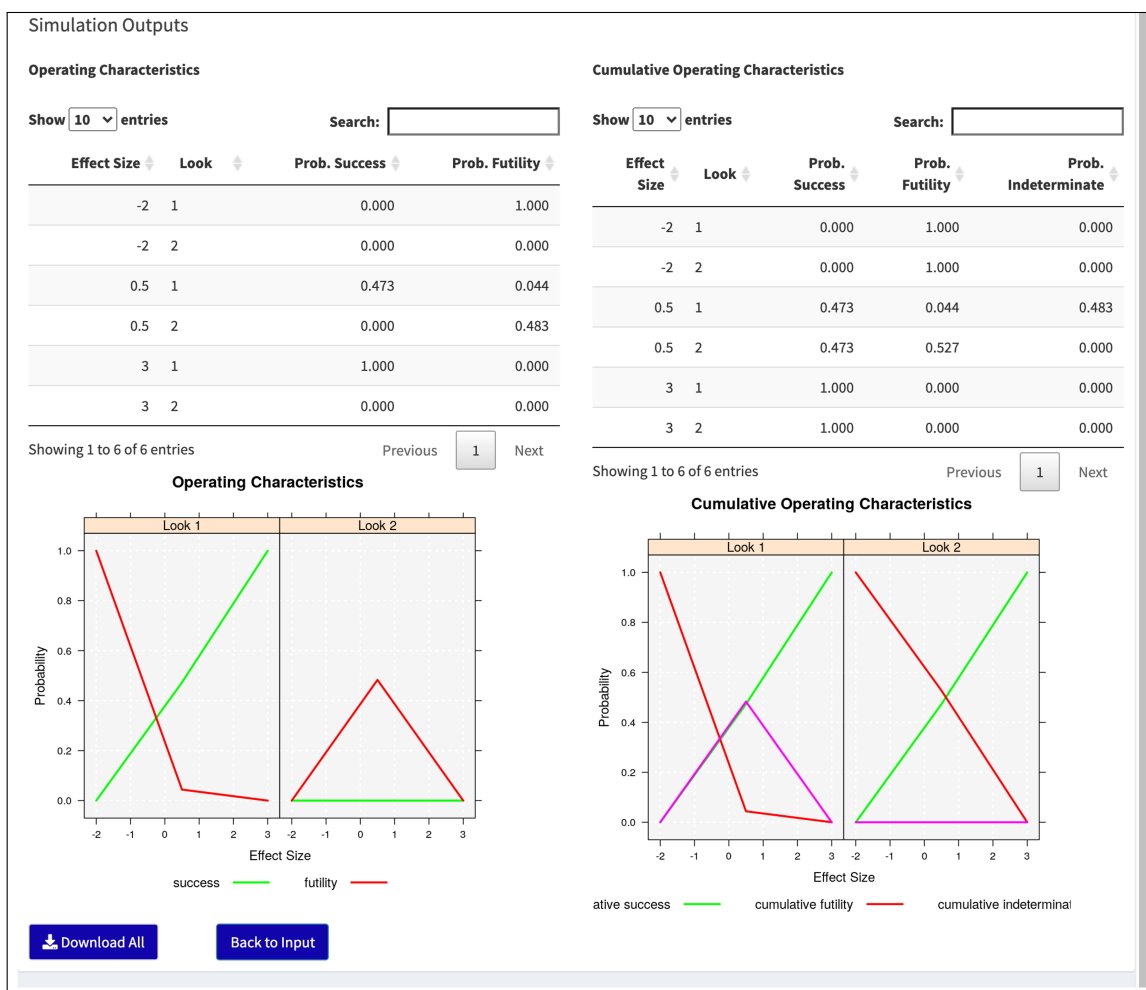 Simulation Outputs
Operating Characteristics
Show 10 entries Search:
Effect Size Look Prob. Success Prob. Futility
-2 1 0.000 1.000
-2 2 0.000 0.000
0.5 1 0.473 0.044
0.5 2 0.000 0.483
3 1 1.000 0.000
3 2 0.000 0.000
Showing 1 to 6 of 6 entries Previous 1 Next
Operating Characteristics
Look 1 Look 2
1.0
0.8
0.6
0.4
0.2
0.0
Probability
-2 -1 0 1 2 3 -2 -1 0 1 2 3
Effect Size
success futility
Download All Back to Input
Cumulative Operating Characteristics
Show 10 entries Search:
Effect Size Look Prob. Success Prob. Futility Prob. Indeterminate
-2 1 0.000 1.000 0.000
-2 2 0.000 1.000 0.000
0.5 1 0.473 0.044 0.483
0.5 2 0.473 0.527 0.000
3 1 1.000 0.000 0.000
3 2 1.000 0.000 0.000
Showing 1 to 6 of 6 entries Previous 1 Next
Cumulative Operating Characteristics
Look 1 Look 2
1.0
0.8
0.6
0.4
0.2
0.0
Probability
-2 -1 0 1 2 3 -2 -1 0 1 2 3
Effect Size
ative success cumulative futility cumulative indeterminat